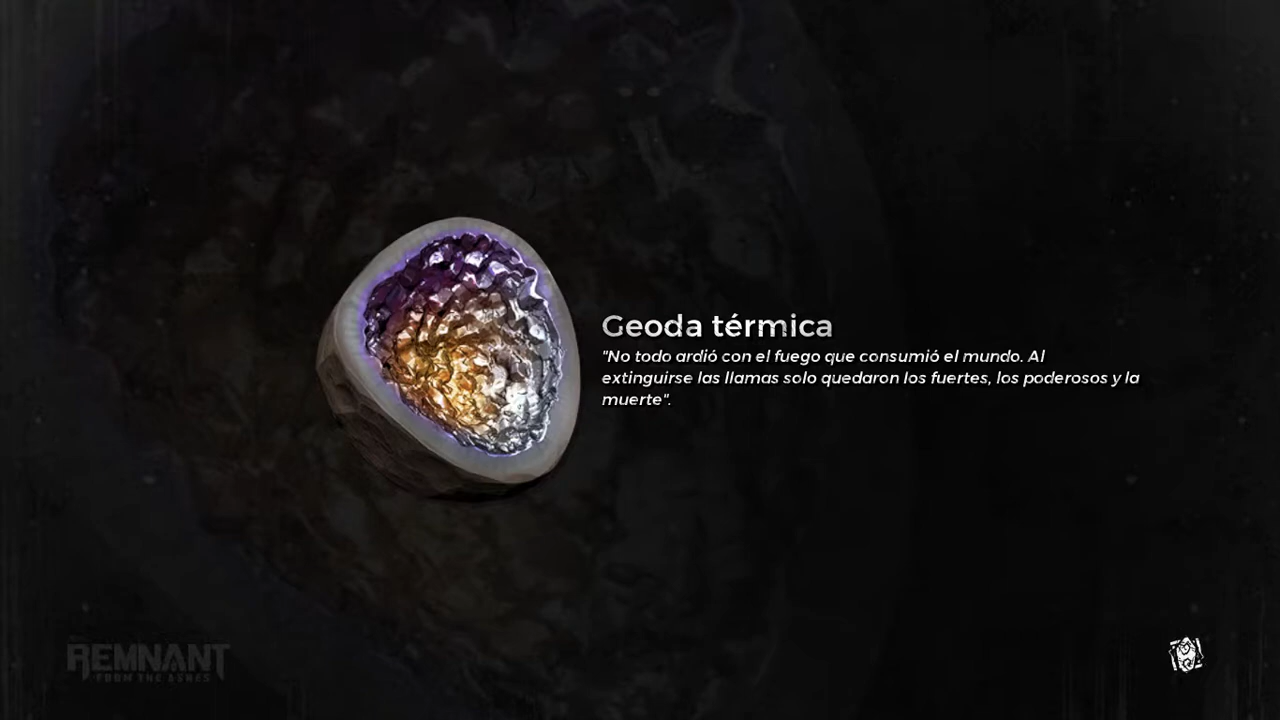 Geoda térmica
"No todo ardió con el fuego que consumió el mundo. Al
extinguirse las llamas solo quedaron los fuertes, los poderosos y la
muerte".
REMNANT
FROM THE ASHES